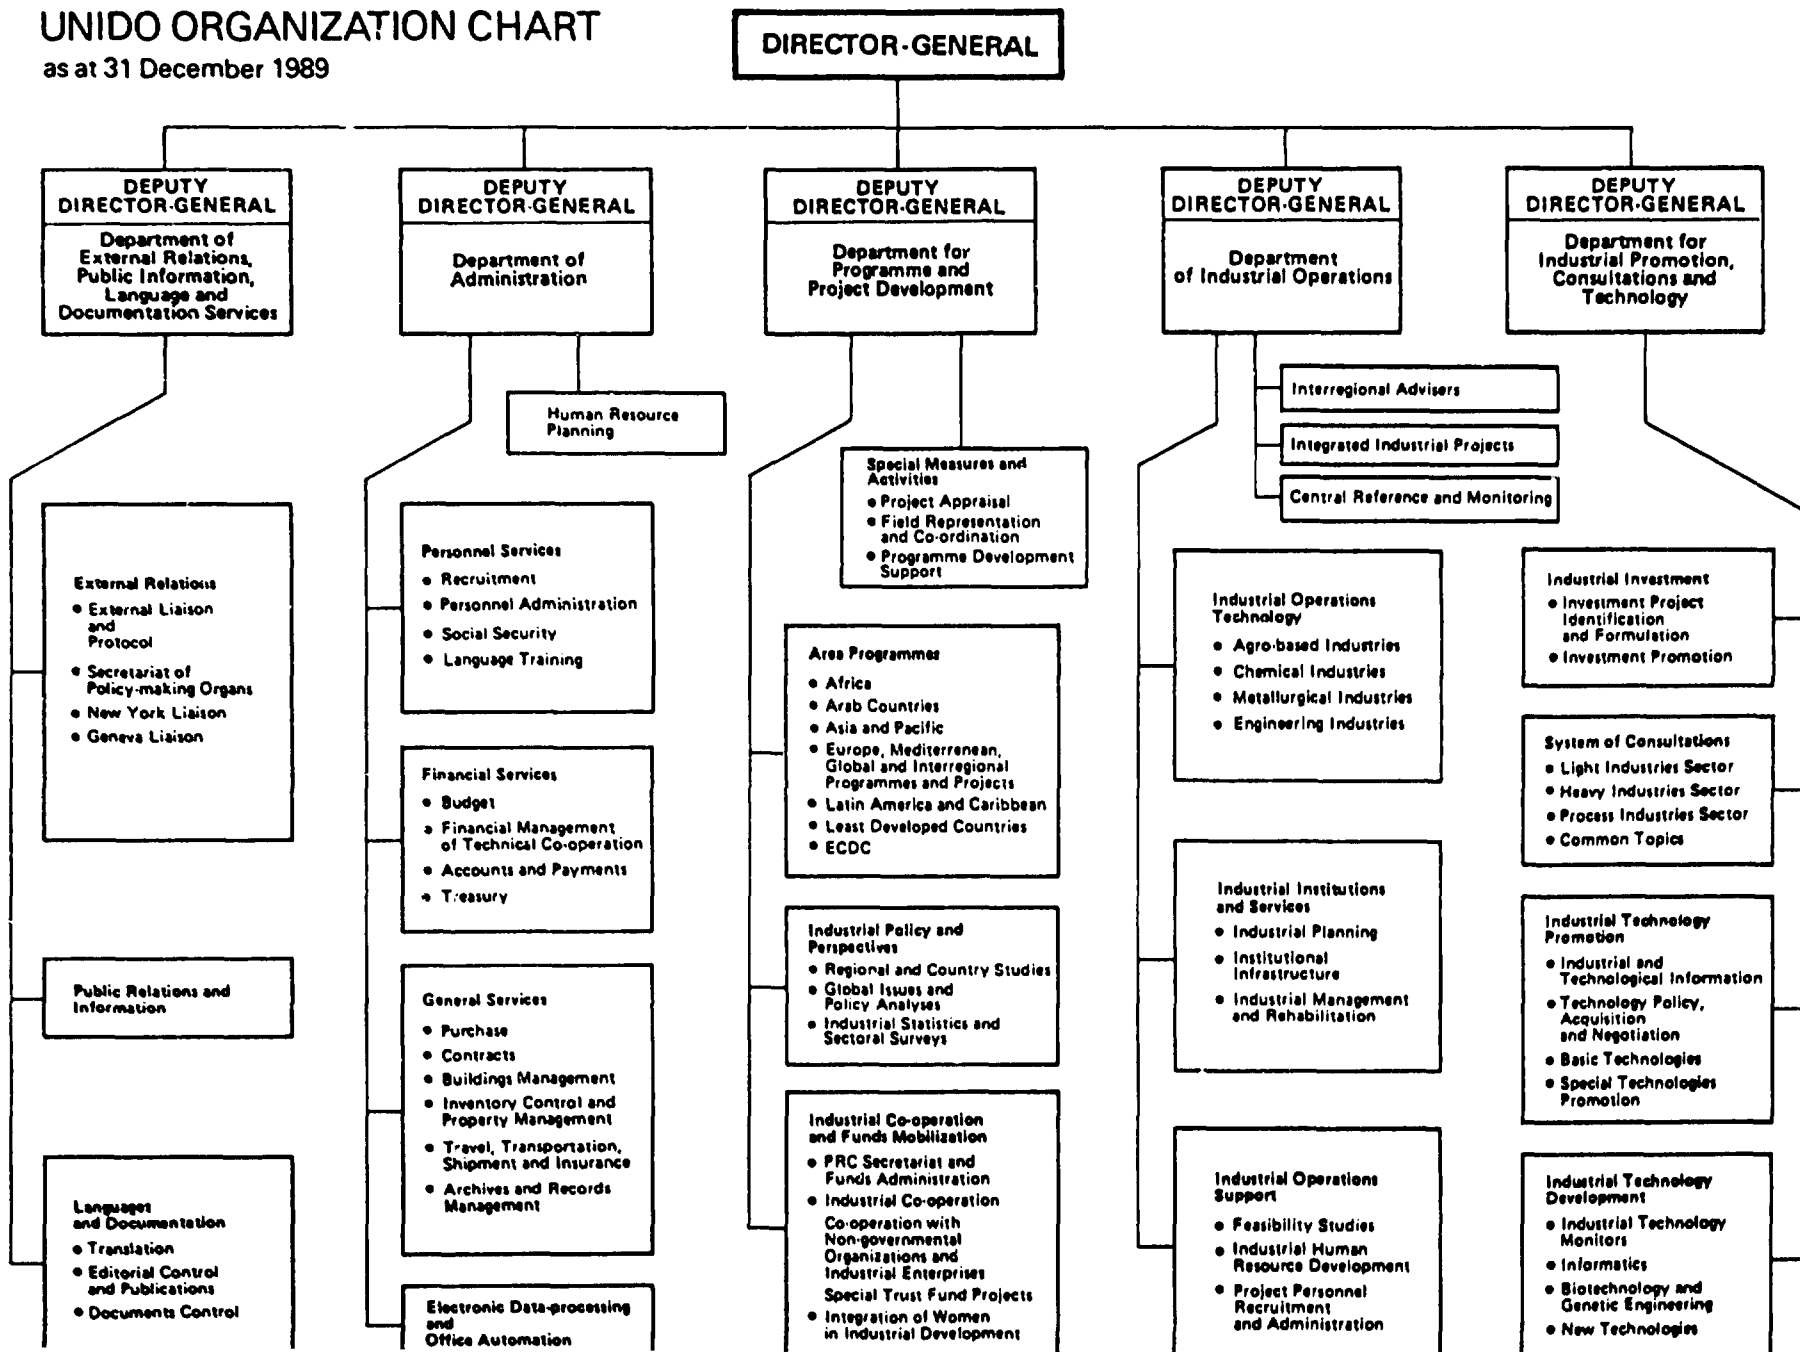 UNIDO ORGANIZATION CHART
as at 31 December 1989
DIRECTOR-GENERAL
DEPUTY
DIRECTOR-GENERAL
Department of
External Relations,
Public Information,
Language and
Documentation Services
External Relations
• External Liaison
and
Protocol
• Secretariat of
Policy-making Organs
• New York Liaison
• Geneva Liaison
Public Relations and
Information
Languages
and Documentation
• Translation
• Editorial Control
and Publications
• Documents Control
DEPUTY
DIRECTOR-GENERAL
Department of
Administration
Human Resource
Planning
Personnel Services
• Recruitment
• Personnel Administration
• Social Security
• Language Training
Financial Services
• Budget
• Financial Management
of Technical Co-operation
• Accounts and Payments
• Treasury
General Services
• Purchase
• Contracts
• Buildings Management
• Inventory Control and
Property Management
• Travel, Transportation,
Shipment and Insurance
• Archives and Records
Management
Electronic Data-processing
and
Office Automation
DEPUTY
DIRECTOR-GENERAL
Department for
Programme and
Project Development
Special Measures and
Activities
• Project Appraisal
• Field Representation
and Co-ordination
• Programme Development
Support
Area Programmes
• Africa
• Arab Countries
• Asia and Pacific
• Europe, Mediterrenean,
Global and Interregional
Programmes and Projects
• Latin America and Caribbean
• Least Developed Countries
• ECDC
Industrial Policy and
Perspectives
• Regional and Country Studies
• Global Issues and
Policy Analyses
• Industrial Statistics and
Sectoral Surveys
Industrial Co-operation
and Funds Mobilization
• PRC Secretariat and
Funds Administration
• Industrial Co-operation
Co-operation with
Non-governmental
Organizations and
Industrial Enterprises
Special Trust Fund Projects
• Integration of Women
in Industrial Development
DEPUTY
DIRECTOR-GENERAL
Department
of Industrial Operations
Interregional Advisers
Integrated Industrial Projects
Central Reference and Monitoring
Industrial Operations
Technology
• Agro-based Industries
• Chemical Industries
• Metallurgical Industries
• Engineering Industries
Industrial Institutions
and Services
• Industrial Planning
• Institutional
Infrastructure
• Industrial Management
and Rehabilitation
Industrial Operations
Support
• Feasibility Studies
• Industrial Human
Resource Development
• Project Personnel
Recruitment
and Administration
DEPUTY
DIRECTOR-GENERAL
Department for
Industrial Promotion,
Consultations and
Technology
Industrial Investment
• Investment Project
Identification
and Formulation
• Investment Promotion
System of Consultations
• Light Industries Sector
• Heavy Industries Sector
• Process Industries Sector
• Common Topics
Industrial Technology
Promotion
• Industrial and
Technological Information
• Technology Policy,
Acquisition
and Negotiation
• Basic Technologies
• Special Technologies
Promotion
Industrial Technology
Development
• Industrial Technology
Monitors
• Informatics
• Biotechnology and
Genetic Engineering
• New Technologies